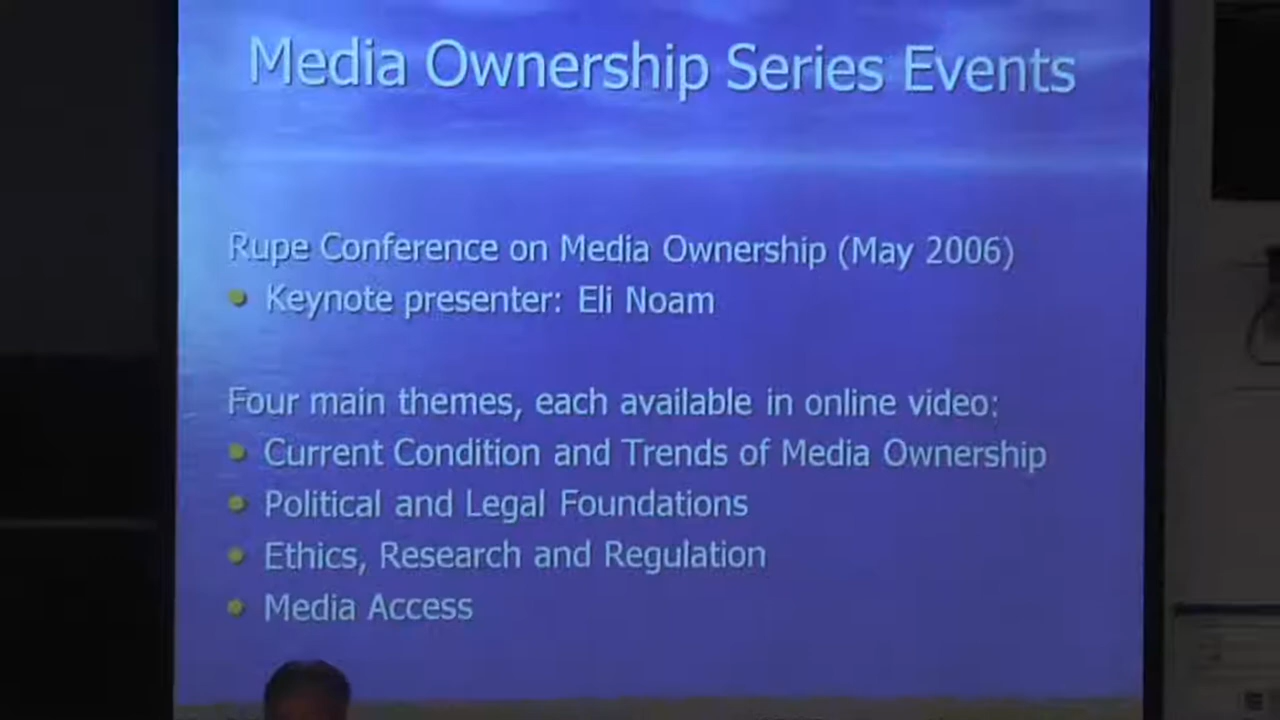 Media Ownership Series Events
Rupe Conference on Media Ownership (May 2006)
Keynote presenter: Eli Noam
Four main themes, each available in online video:
Current Condition and Trends of Media Ownership
Political and Legal Foundations
Ethics, Research and Regulation
Media Access